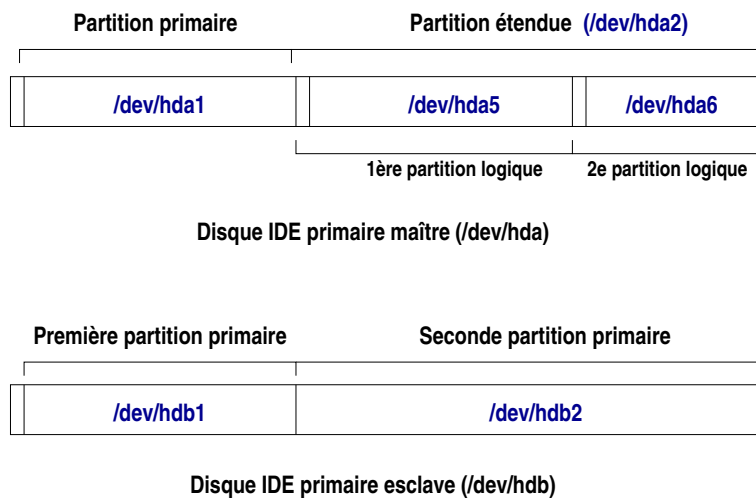 Partition primaire Partition étendue (/dev/hda2)
/dev/hda1 /dev/hda5 /dev/hda6
1ère partition logique 2e partition logique
Disque IDE primaire maître (/dev/hda)
Première partition primaire Seconde partition primaire
/dev/hdb1 /dev/hdb2
Disque IDE primaire esclave (/dev/hdb)